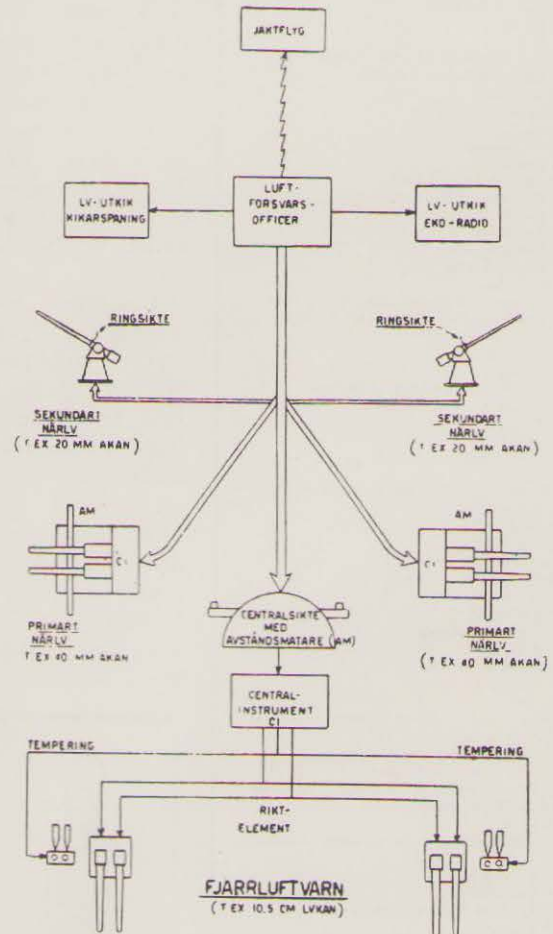 JAKTFLYG
LV-UTKIK
KIKARSPANING
LUFT-
FÖRSVARS-
OFFICER
LV-UTKIK
EKO-RADIO
RINGSIKTE
RINGSIKTE
SEKUNDÄRT
NÄRLV
(T EX 20 MM AKAN)
SEKUNDÄRT
NÄRLV
(T EX 20 MM AKAN)
AM
CI
PRIMÄRT
NÄRLV
T EX 40 MM AKAN
AM
CI
PRIMÄRT
NÄRLV
(T EX 40 MM AKAN)
CENTRALSIKTE
MED
AVSTÅNDSMÄTARE (AM)
CENTRAL-
INSTRUMENT
CI
TEMPERING
TEMPERING
RIKT-
ELEMENT
FJÄRRLUFTVÄRN
(T EX 10.5 CM LVKAN)